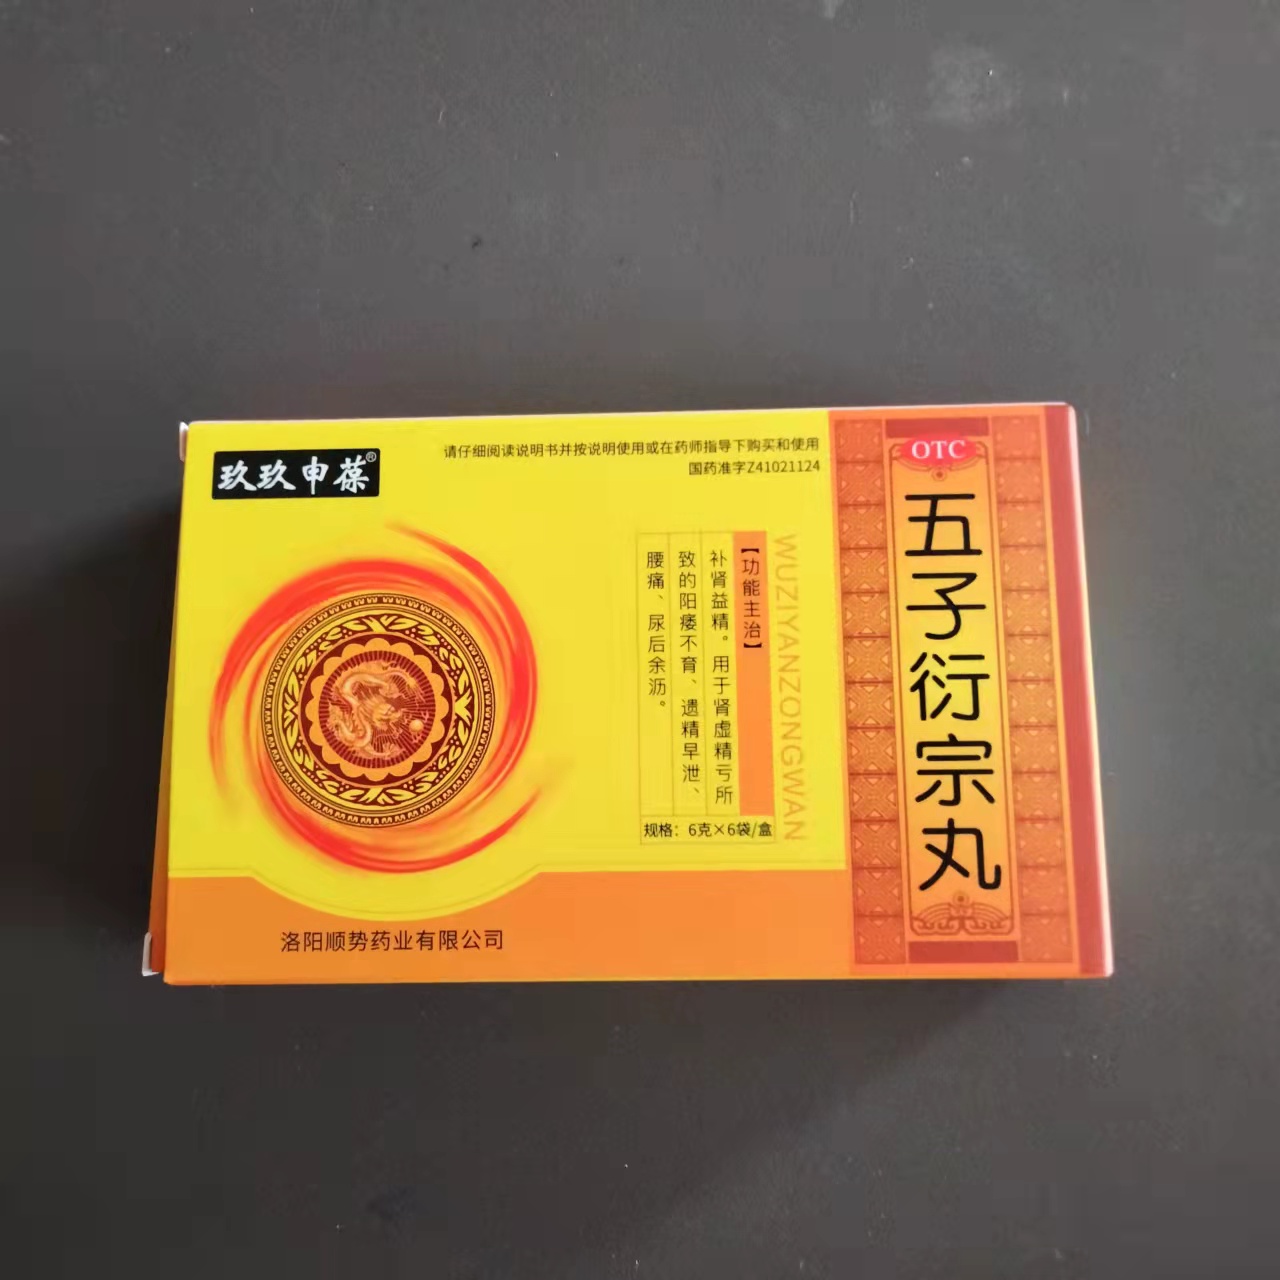 玖玖申葆®
请仔细阅读说明书并按说明使用或在药师指导下购买和使用
国药准字Z41021124
OTC
五子衍宗丸
WUZIYANZONGWAN
【功能主治】
补肾益精。用于肾虚精亏所
致的阳痿不育、遗精早泄、
腰痛、尿后余沥。
规格：6克×6袋/盒
洛阳顺势药业有限公司